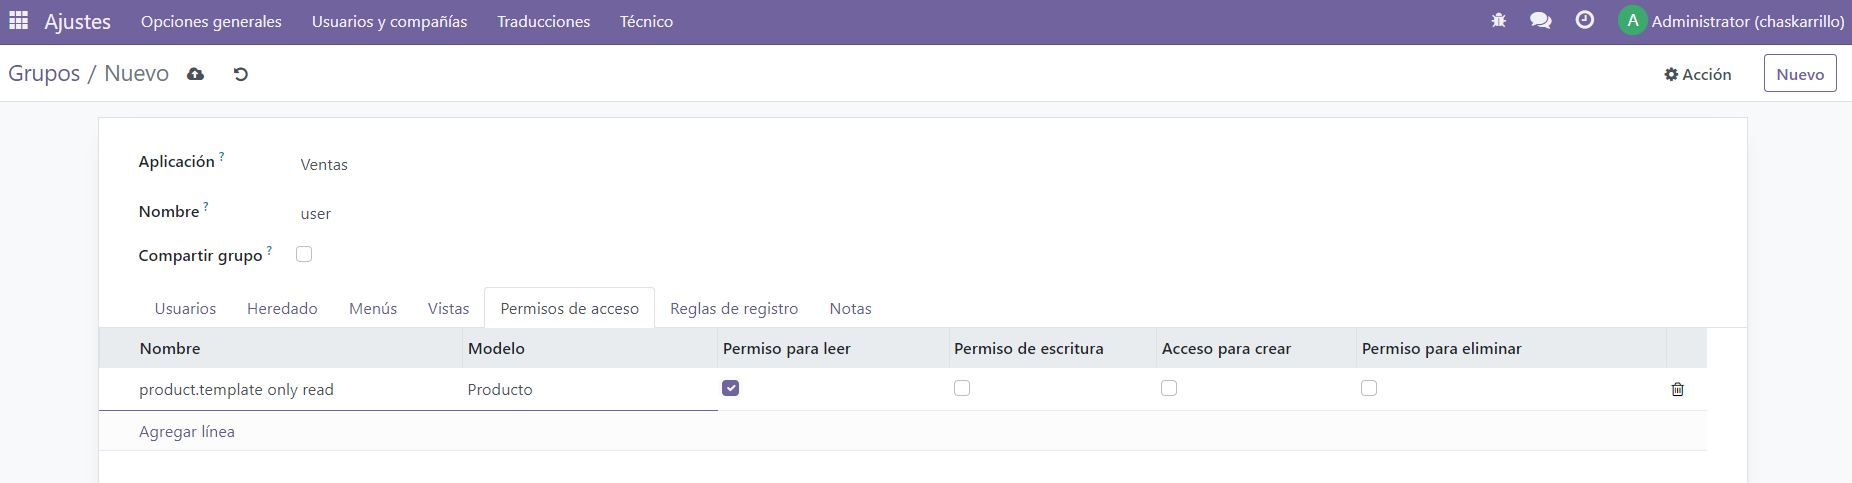 Ajustes Opciones generales Usuarios y compañías Traducciones Técnico A Administrator (chaskarrillo)
Grupos / Nuevo Acción Nuevo
Aplicación ? Ventas
Nombre ? user
Compartir grupo ?
Usuarios Heredado Menús Vistas Permisos de acceso Reglas de registro Notas
Nombre Modelo Permiso para leer Permiso de escritura Acceso para crear Permiso para eliminar
product.template only read Producto
Agregar línea